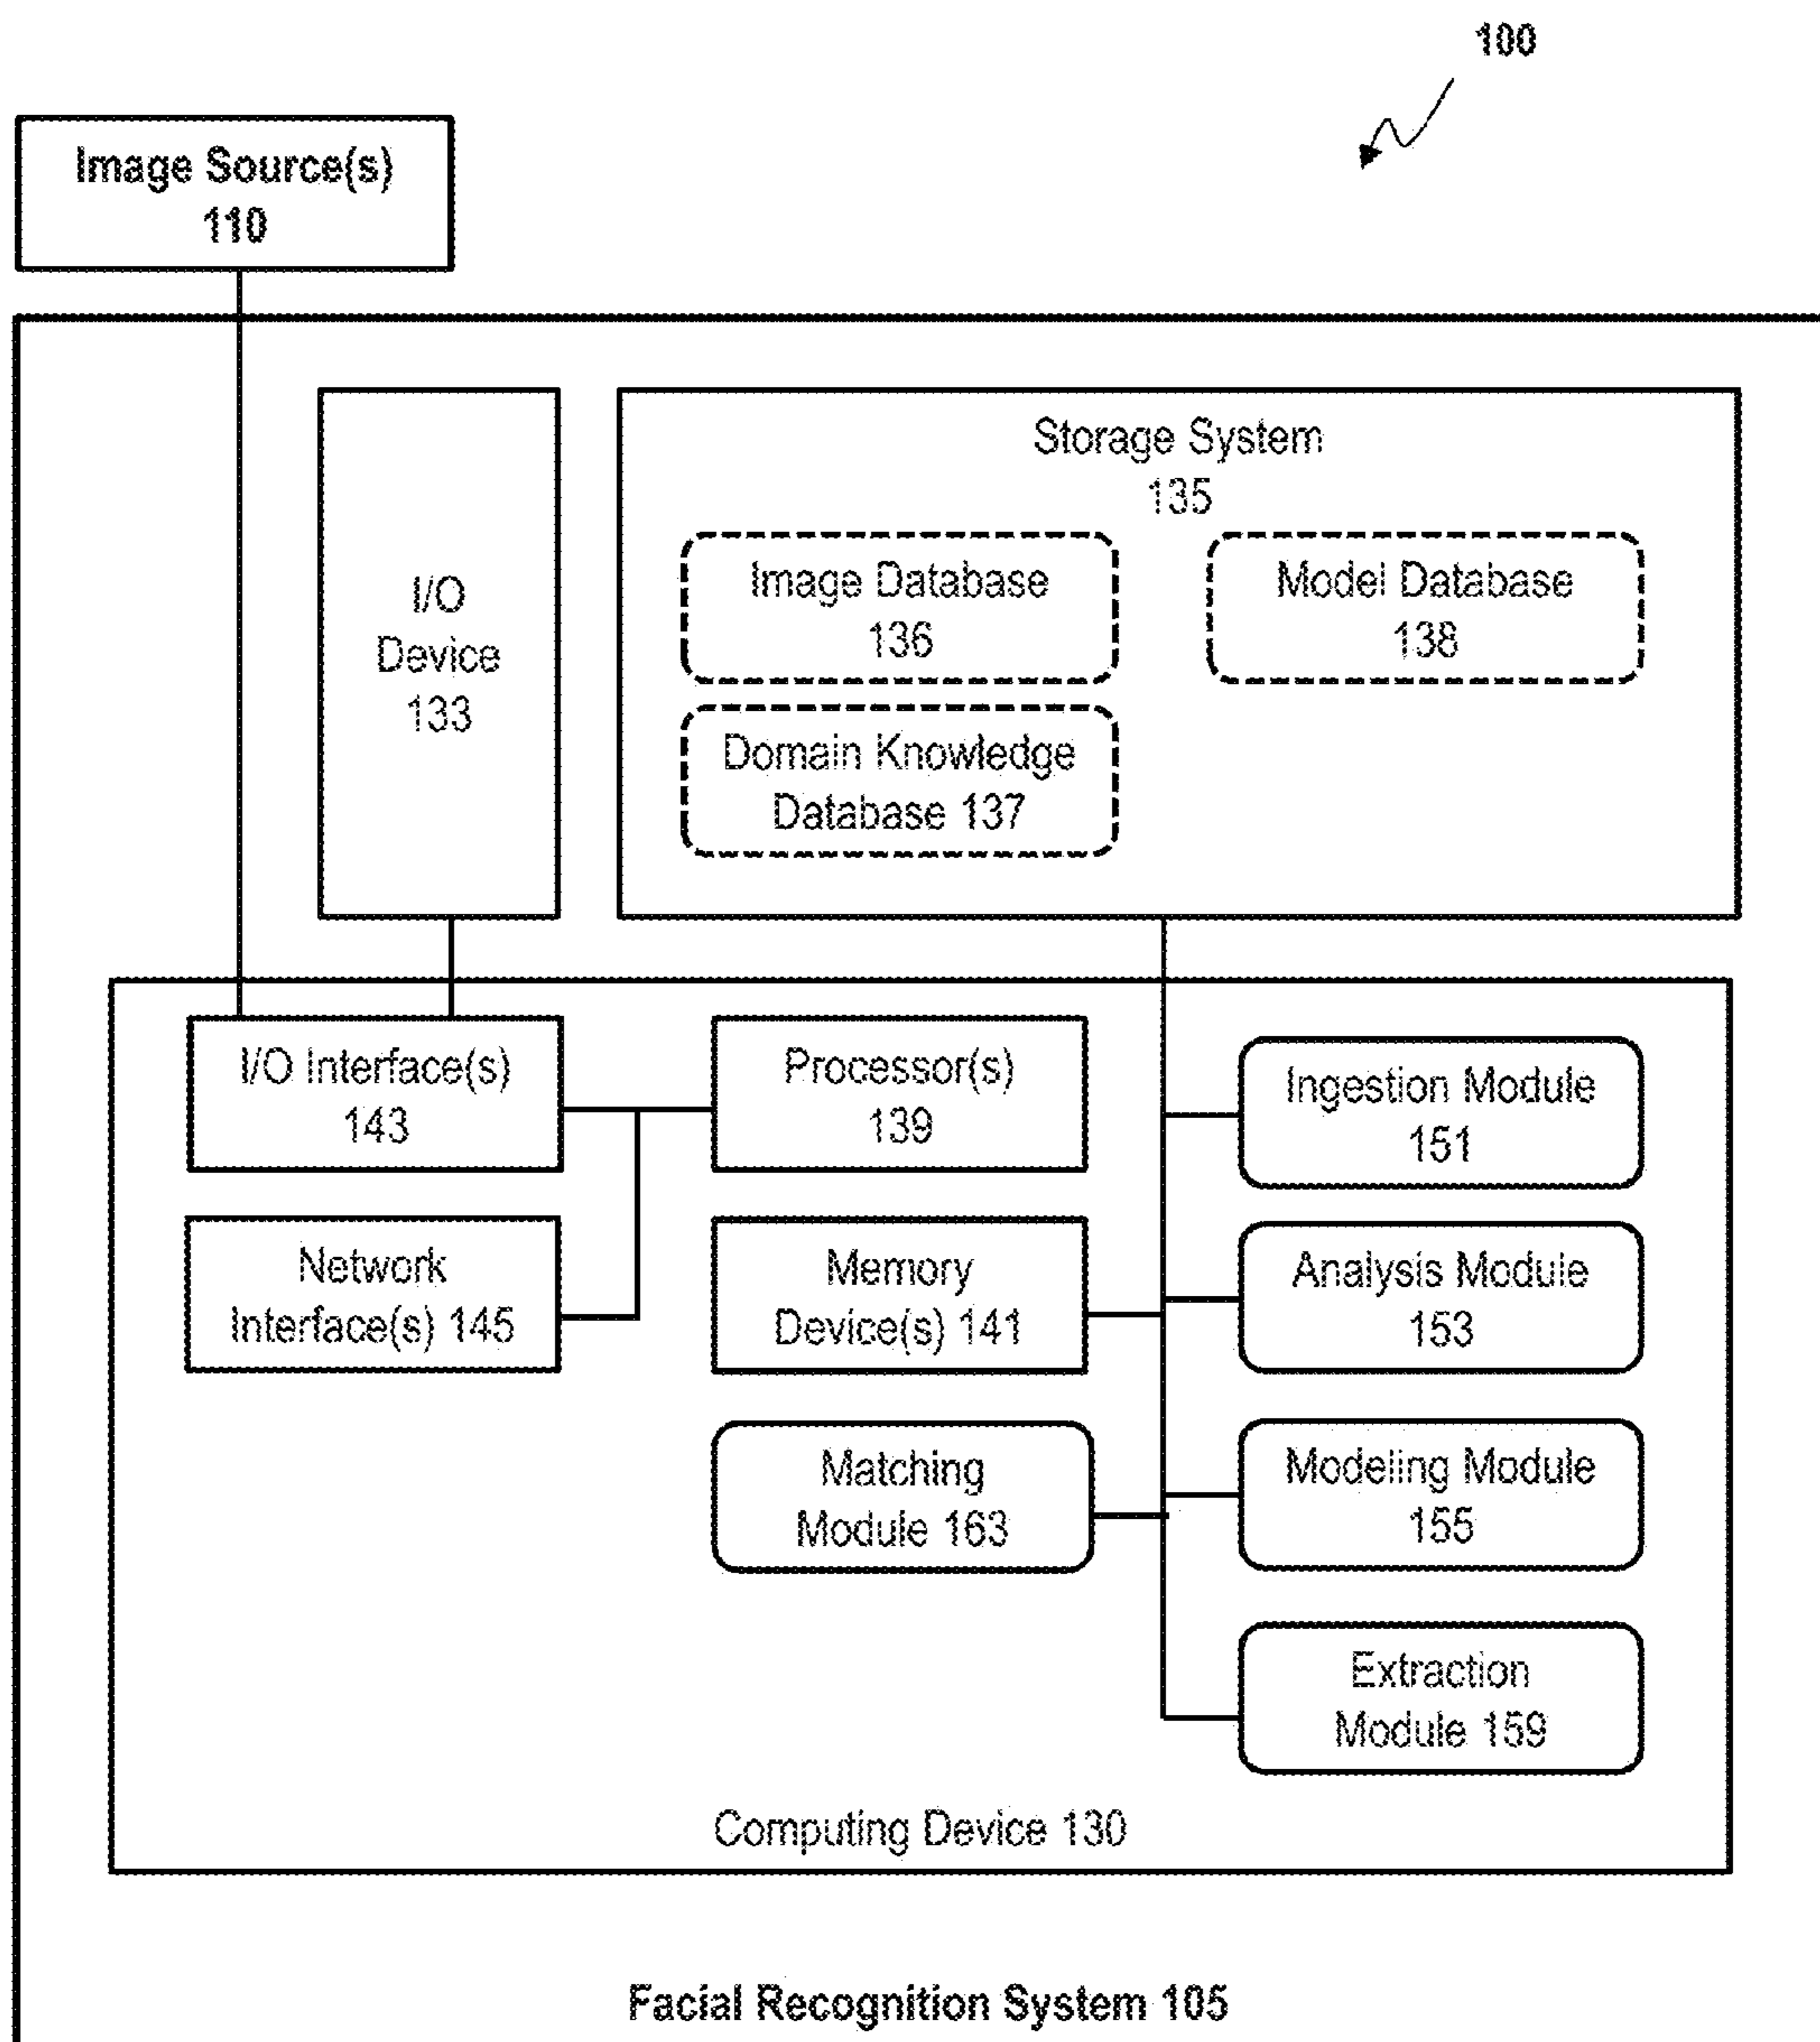 100
Image Source(s)
110
Storage System
135
I/O
Device
133
Image Database
136
Model Database
138
Domain Knowledge
Database 137
I/O Interface(s)
143
Processor(s)
139
Ingestion Module
151
Network
Interface(s) 145
Memory
Device(s) 141
Analysis Module
153
Matching
Module 163
Modeling Module
155
Extraction
Module 159
Computing Device 130
Facial Recognition System 105